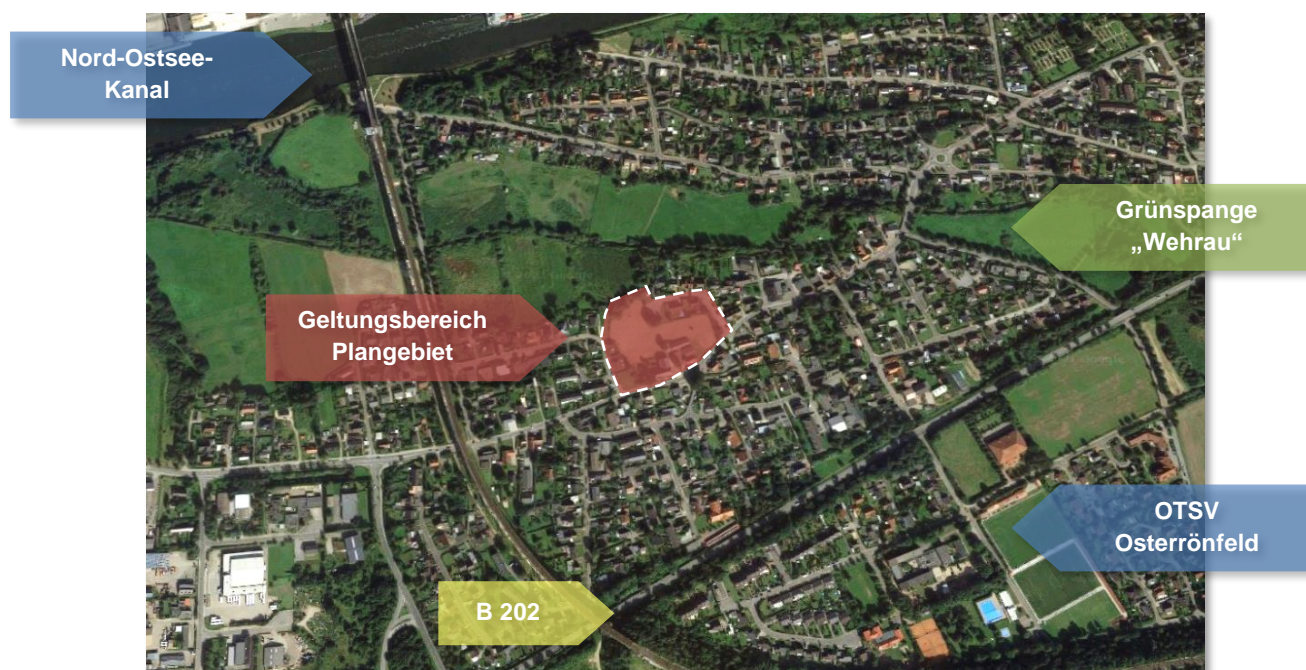 Nord-Ostsee-
Kanal
Grünspange
„Wehrau“
Geltungsbereich
Plangebiet
OTSV
Osterrönfeld
B 202